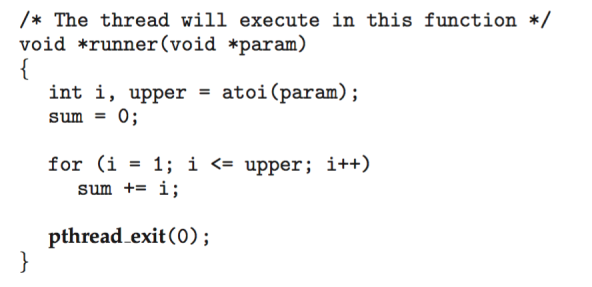 /* The thread will execute in this function */
void *runner(void *param)
{
int i, upper = atoi(param);
sum = 0;
for (i = 1; i <= upper; i++)
sum += i;
pthread_exit(0);
}